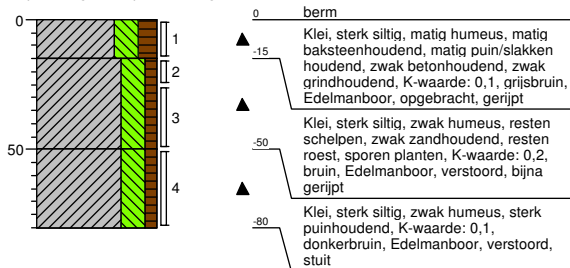 0
50
1
2
3
4
0 berm
Klei, sterk siltig, matig humeus, matig
baksteenhoudend, matig puin/slakken
houdend, zwak betonhoudend, zwak
grindhoudend, K-waarde: 0,1, grijsbruin,
Edelmanboor, opgebracht, gerijpt
-15
Klei, sterk siltig, zwak humeus, resten
schelpen, zwak zandhoudend, resten
roest, sporen planten, K-waarde: 0,2,
bruin, Edelmanboor, verstoord, bijna
gerijpt
-50
Klei, sterk siltig, zwak humeus, sterk
puinhoudend, K-waarde: 0,1,
donkerbruin, Edelmanboor, verstoord,
stuit
-80